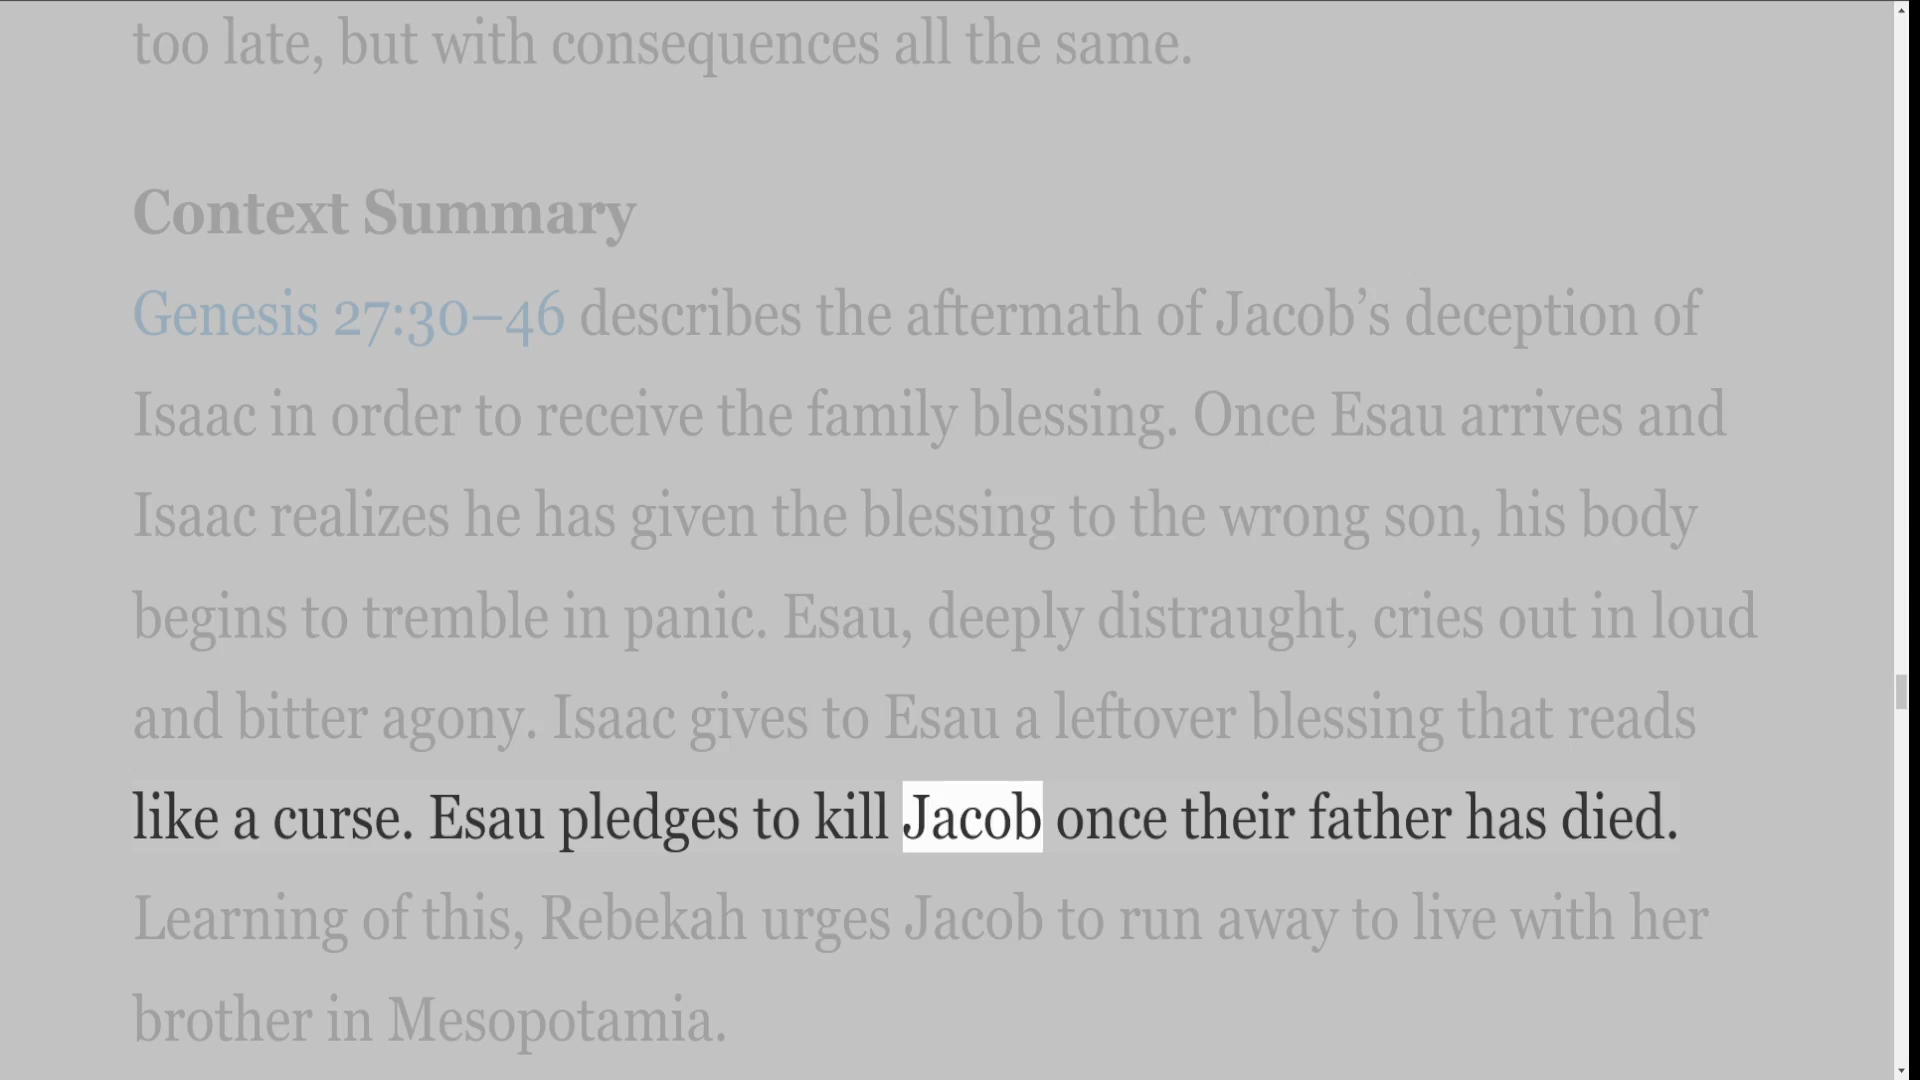 too late, but with consequences all the same.
Context Summary
Genesis 27:30–46 describes the aftermath of Jacob’s deception of
Isaac in order to receive the family blessing. Once Esau arrives and
Isaac realizes he has given the blessing to the wrong son, his body
begins to tremble in panic. Esau, deeply distraught, cries out in loud
and bitter agony. Isaac gives to Esau a leftover blessing that reads
like a curse. Esau pledges to kill Jacob once their father has died.
Learning of this, Rebekah urges Jacob to run away to live with her
brother in Mesopotamia.